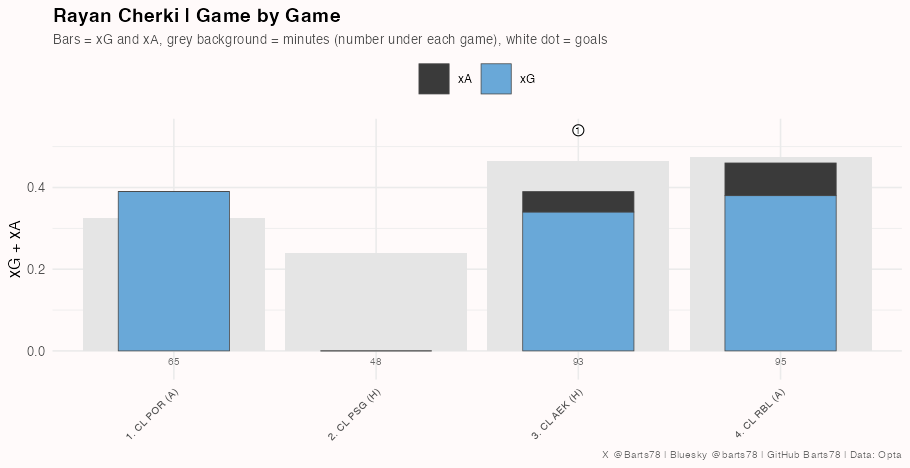 Rayan Cherki | Game by Game
Bars = xG and xA, grey background = minutes (number under each game), white dot = goals
xA xG
1
xG + xA
0.4
0.2
0.0
65 48 93 95
1. CL POR (A) 2. CL PSG (H) 3. CL AEK (H) 4. CL RBL (A)
X @Barts78 | Bluesky @barts78 | GitHub Barts78 | Data: Opta